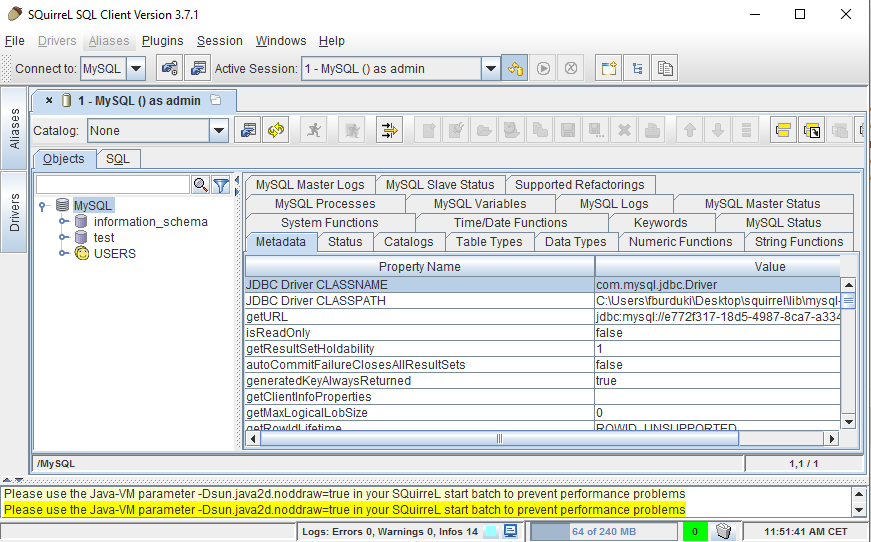 SQuirreL SQL Client Version 3.7.1
File Drivers Aliases Plugins Session Windows Help
Connect to: MySQL Active Session: 1 - MySQL () as admin
Aliases
Drivers
1 - MySQL () as admin
Catalog: None
Objects SQL
MySQL
information_schema
test
USERS
MySQL Master Logs MySQL Slave Status Supported Refactorings
MySQL Processes MySQL Variables MySQL Logs MySQL Master Status
System Functions Time/Date Functions Keywords MySQL Status
Metadata Status Catalogs Table Types Data Types Numeric Functions String Functions
Property Name Value
JDBC Driver CLASSNAME com.mysql.jdbc.Driver
JDBC Driver CLASSPATH C:\Users\fburduki\Desktop\squirrel\lib\mysql-
getURL jdbc:mysql://e772f317-18d5-4987-8ca7-a334
isReadOnly false
getResultSetHoldability 1
autoCommitFailureClosesAllResultSets false
generatedKeyAlwaysReturned true
getClientInfoProperties
getMaxLogicalLobSize 0
getRowIdLifetime ROWID_UNSUPPORTED
/MySQL 1,1 / 1
Please use the Java-VM parameter -Dsun.java2d.noddraw=true in your SQuirreL start batch to prevent performance problems
Please use the Java-VM parameter -Dsun.java2d.noddraw=true in your SQuirreL start batch to prevent performance problems
Logs: Errors 0, Warnings 0, Infos 14 64 of 240 MB 0 11:51:41 AM CET